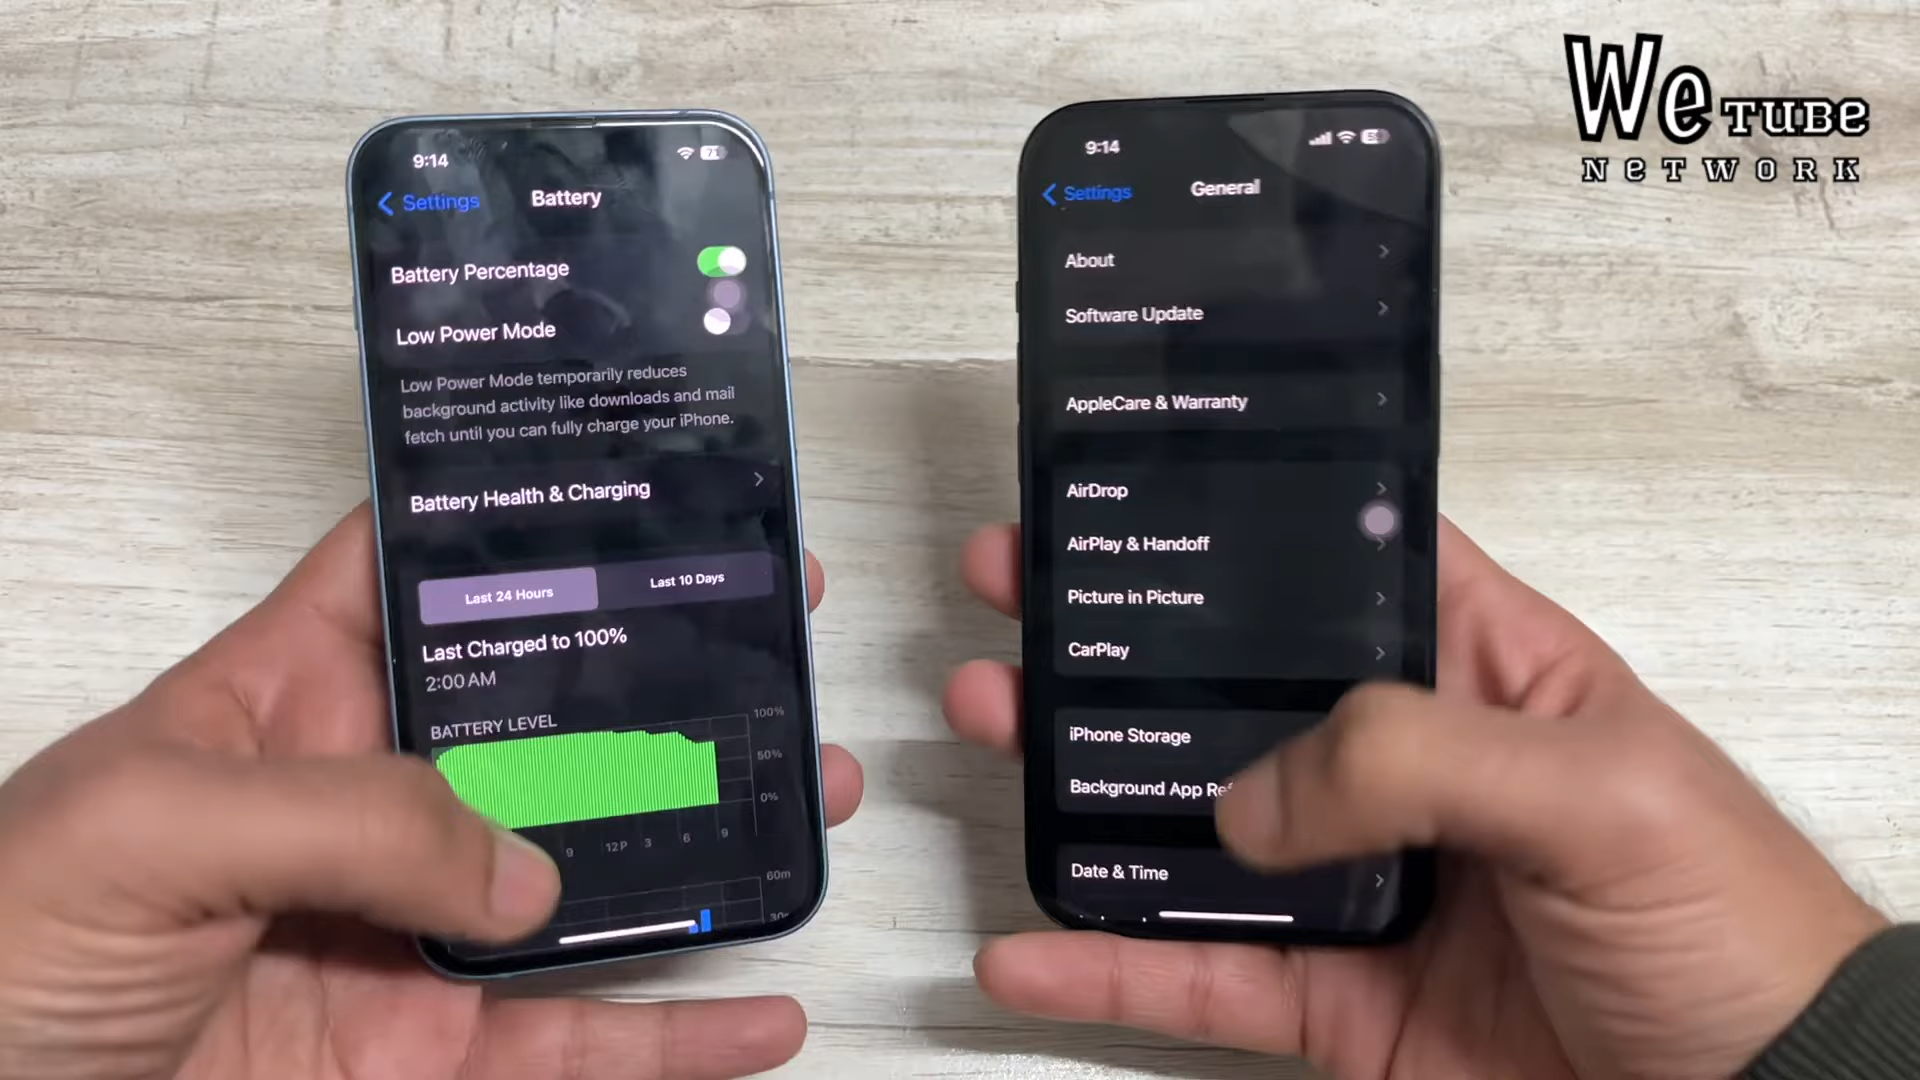 We TUBE
NETWORK
9:14
71
Settings
Battery
Battery Percentage
Low Power Mode
Low Power Mode temporarily reduces
background activity like downloads and mail
fetch until you can fully charge your iPhone.
Battery Health & Charging
Last 24 Hours
Last 10 Days
Last Charged to 100%
2:00 AM
BATTERY LEVEL
100%
50%
0%
9 12P 3 6 9
60m
9:14
Settings
General
About
Software Update
AppleCare & Warranty
AirDrop
AirPlay & Handoff
Picture in Picture
CarPlay
iPhone Storage
Background App
Date & Time